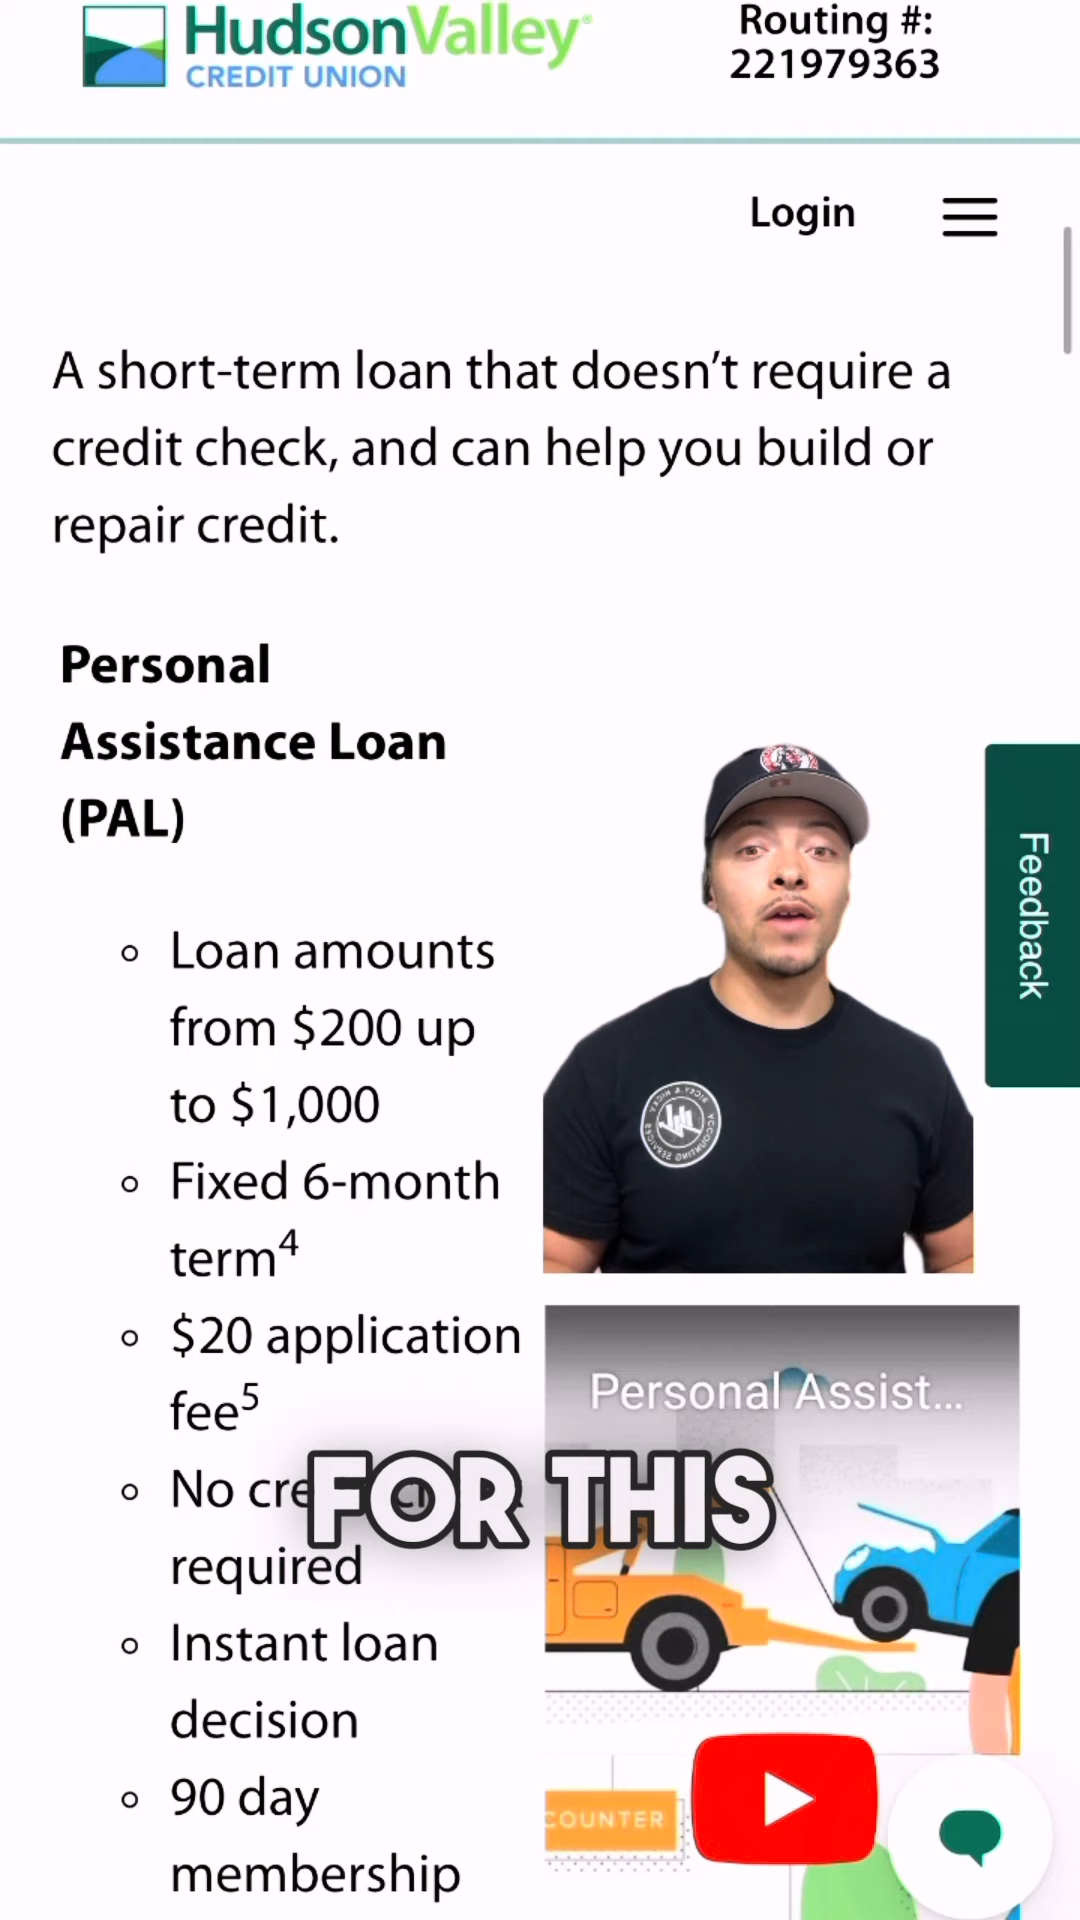 HudsonValley®
CREDIT UNION
Routing #:
221979363
Login
A short-term loan that doesn’t require a
credit check, and can help you build or
repair credit.
Personal
Assistance Loan
(PAL)
Feedback
Loan amounts
from $200 up
to $1,000
Fixed 6-month
term4
$20 application
fee5
Personal Assist...
No
FOR THIS
required
Instant loan
decision
90 day
membership
COUNTER